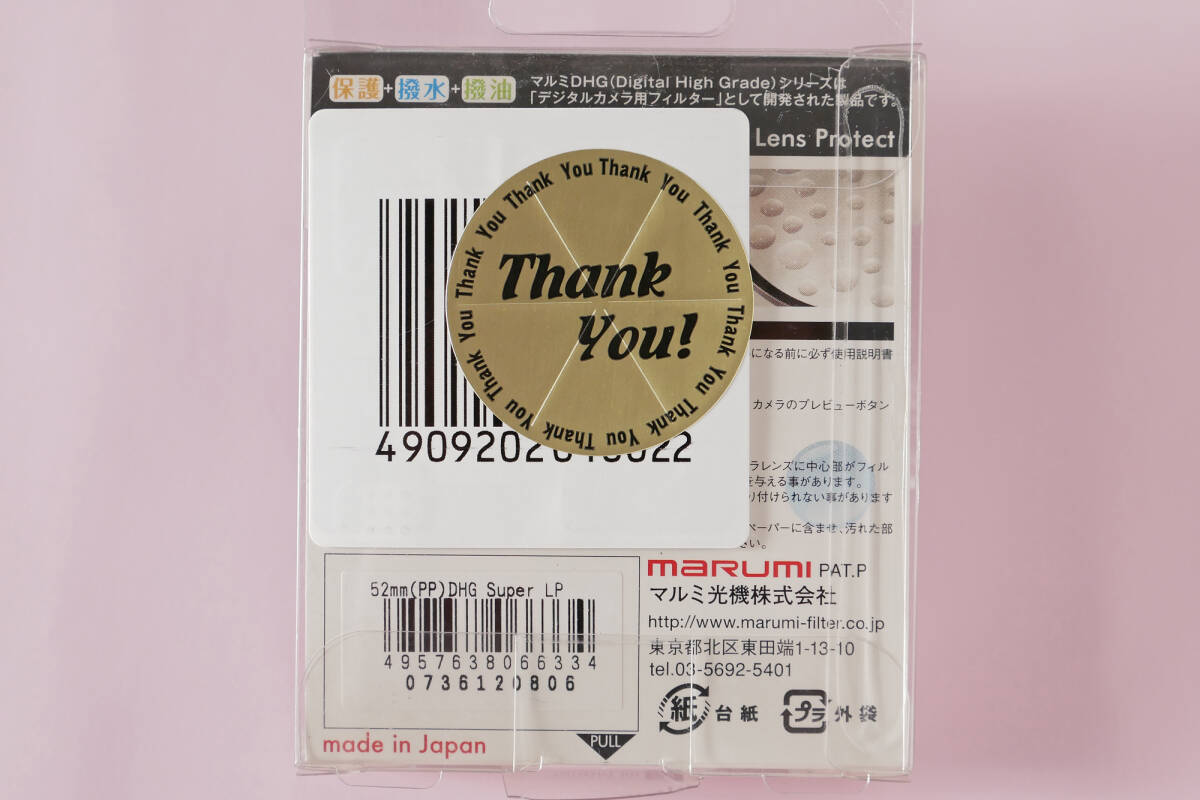 保護+撥水+撥油
マルミDHG(Digital High Grade)シリーズは
「デジタルカメラ用フィルター」として開発された製品です。
Lens Protect
Thank You Thank You Thank You Thank You Thank You Thank You Thank You Thank You
Thank
You!
になる前に必ず使用説明書
カメラのプレビューボタン
4909202
022
ラレンズに中心部がフィル
を与える事があります。
り付けられない事があります
ペーパーに含ませ、汚れた部
さい。
52mm(PP)DHG Super LP
4957638066334
0736120806
made in Japan
marumi PAT.P
マルミ光機株式会社
http://www.marumi-filter.co.jp
東京都北区東田端1-13-10
tel.03-5692-5401
紙 台紙
プラ 外袋
PULL